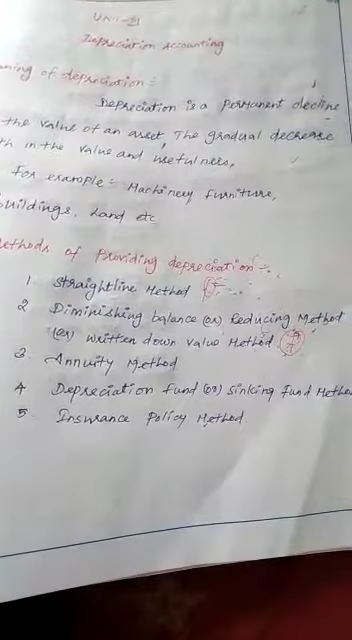 Depreciation accounting
ning of depreciation :-
Depreciation is a permanent decline
the value of an asset, The gradual decrease
th in the value and usefulness,
For example :- Machinery furniture,
uildings, Land etc
ethods of Providing depreciation :-
1 Straightline Method
2 Diminishing balance (or) Reducing Method
(or) written down value Method
3 Annuity Method
4 Depreciation fund (or) Sinking Fund Metho
5 Insurance Policy Method.